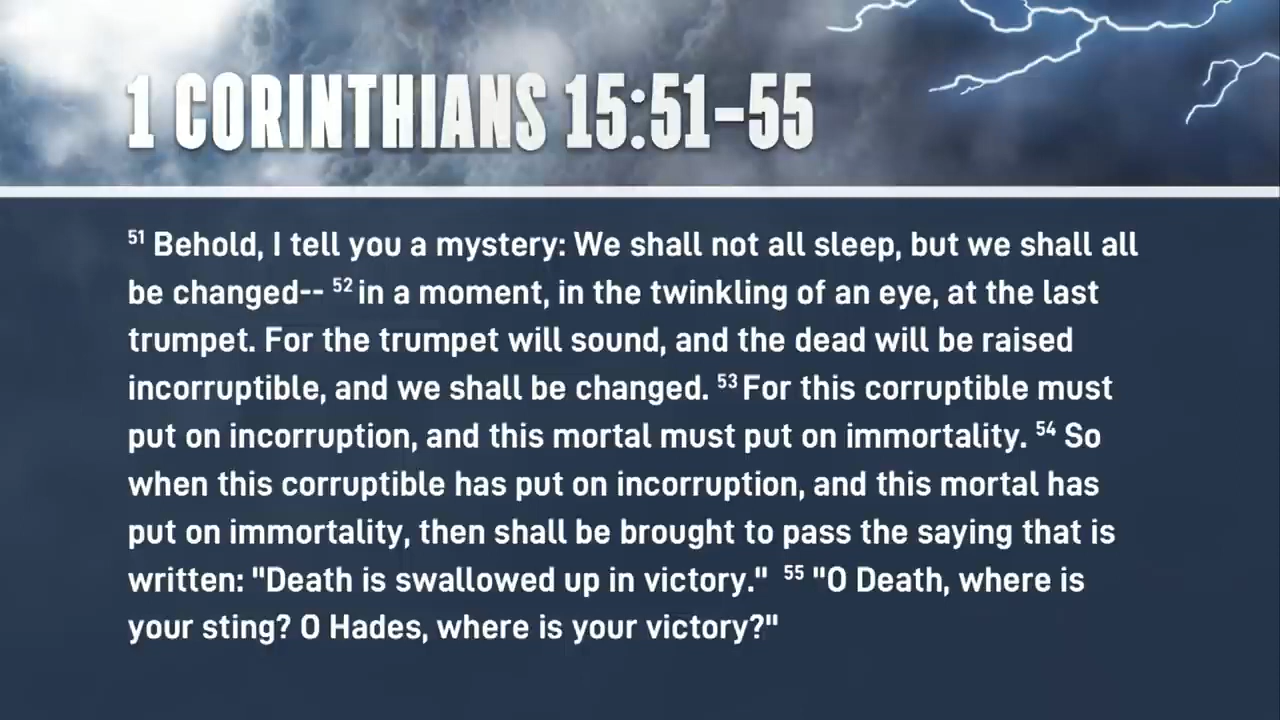 1 CORINTHIANS 15:51-55
51 Behold, I tell you a mystery: We shall not all sleep, but we shall all
be changed-- 52 in a moment, in the twinkling of an eye, at the last
trumpet. For the trumpet will sound, and the dead will be raised
incorruptible, and we shall be changed. 53 For this corruptible must
put on incorruption, and this mortal must put on immortality. 54 So
when this corruptible has put on incorruption, and this mortal has
put on immortality, then shall be brought to pass the saying that is
written: "Death is swallowed up in victory." 55 "O Death, where is
your sting? O Hades, where is your victory?"